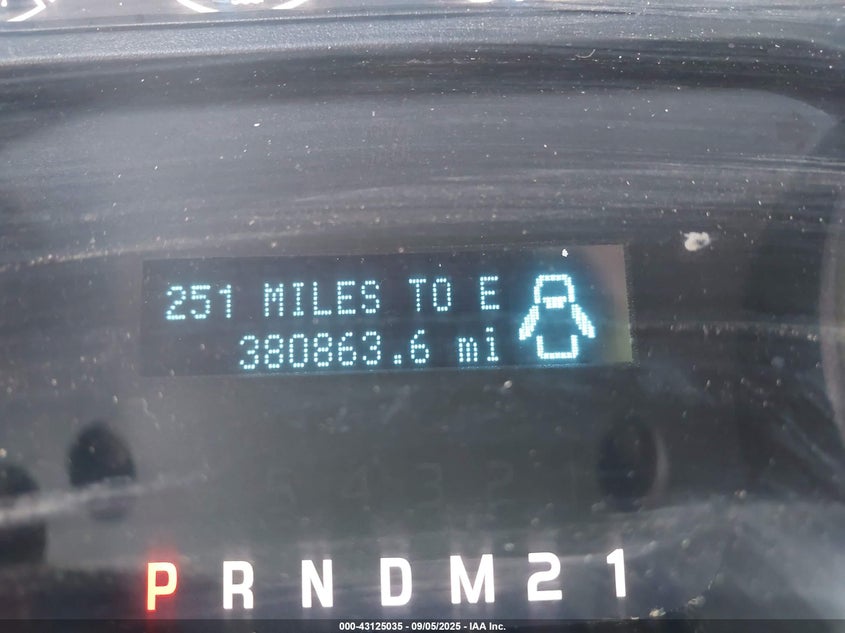 251 MILES TO E
380863.6 mi
P R N D M 2 1
000-43125035 - 09/05/2025 - IAA Inc.